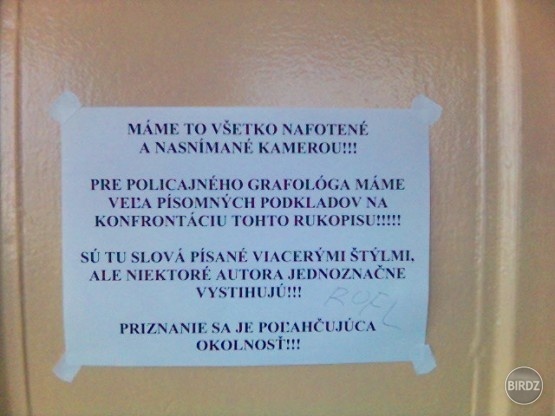 MÁME TO VŠETKO NAFOTENÉ
A NASNÍMANÉ KAMEROU!!!
PRE POLICAJNÉHO GRAFOLÓGA MÁME
VEĽA PÍSOMNÝCH PODKLADOV NA
KONFRONTÁCIU TOHTO RUKOPISU!!!!!
SÚ TU SLOVÁ PÍSANÉ VIACERÝMI ŠTÝLMI,
ALE NIEKTORÉ AUTORA JEDNOZNAČNE
VYSTIHUJÚ!!!
ROFL
PRIZNANIE SA JE POĽAHČUJÚCA
OKOLNOSŤ!!!
BIRDZ